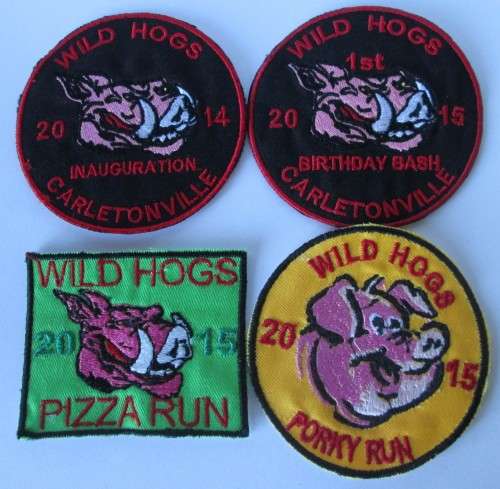 WILD HOGS
20 14
INAUGURATION
CARLETONVILLE
WILD HOGS
1st
20 15
BIRTHDAY BASH
CARLETONVILLE
WILD HOGS
20 15
PIZZA RUN
WILD HOGS
20 15
PORKY RUN